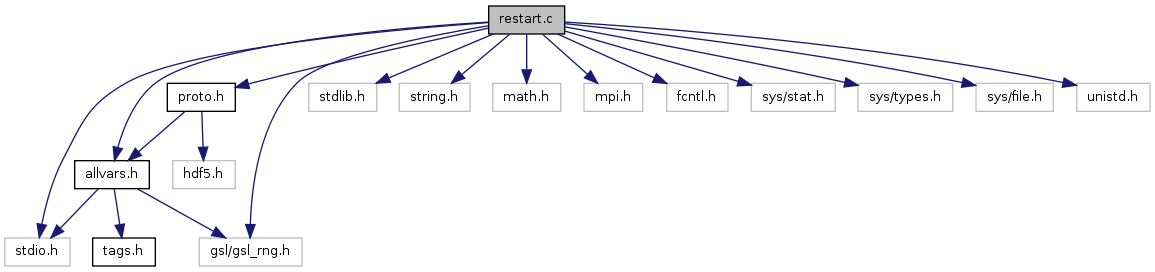 restart.c
proto.h
stdlib.h
string.h
math.h
mpi.h
fcntl.h
sys/stat.h
sys/types.h
sys/file.h
unistd.h
allvars.h
hdf5.h
stdio.h
tags.h
gsl/gsl_rng.h